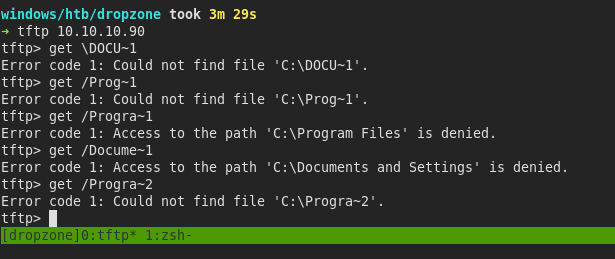 windows/htb/dropzone took 3m 29s
→ tftp 10.10.10.90
tftp> get \DOCU~1
Error code 1: Could not find file 'C:\DOCU~1'.
tftp> get /Prog~1
Error code 1: Could not find file 'C:\Prog~1'.
tftp> get /Progra~1
Error code 1: Access to the path 'C:\Program Files' is denied.
tftp> get /Docume~1
Error code 1: Access to the path 'C:\Documents and Settings' is denied.
tftp> get /Progra~2
Error code 1: Could not find file 'C:\Progra~2'.
tftp>
[dropzone]0:tftp* 1:zsh-